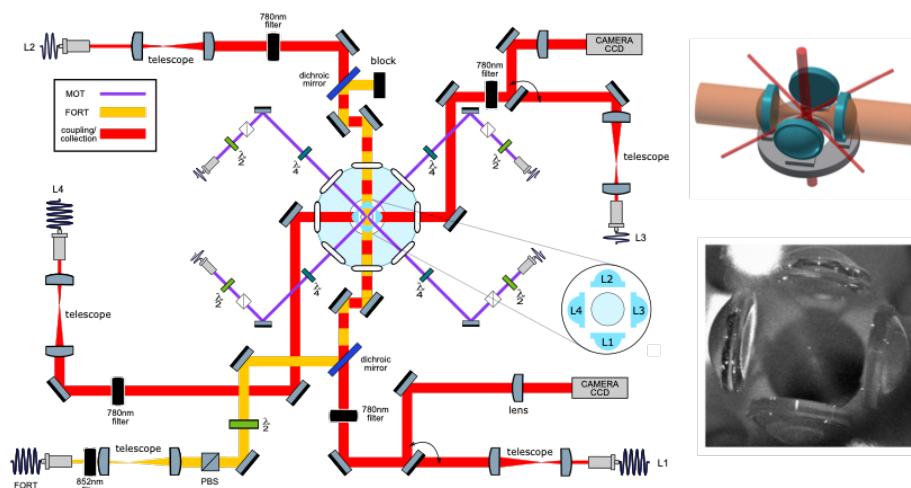 780nm
filter
L2
telescope
dichroic
mirror
block
MOT
FORT
coupling/
collection
CAMERA
CCD
780nm
filter
λ/2
λ/4
λ/4
λ/2
telescope
L3
L4
telescope
λ/2
λ/4
λ/4
λ/2
L2
L4
L3
L1
dichroic
mirror
780nm
filter
780nm
filter
lens
CAMERA
CCD
λ/2
telescope
PBS
852nm
FORT
telescope
L1